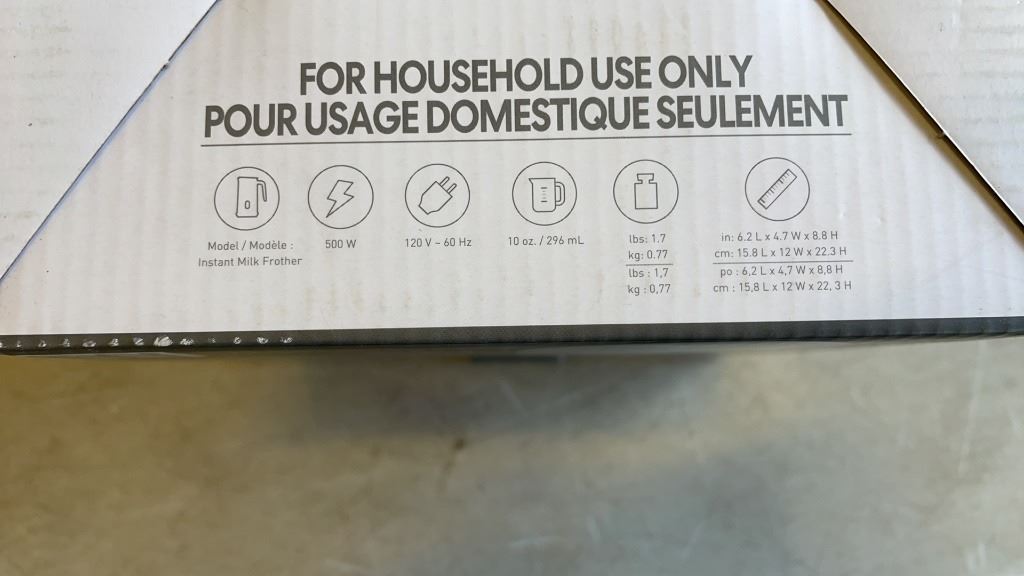 FOR HOUSEHOLD USE ONLY
POUR USAGE DOMESTIQUE SEULEMENT
Model / Modèle :
Instant Milk Frother
500 W
120 V – 60 Hz
10 oz. / 296 mL
lbs: 1.7
kg: 0.77
lbs : 1,7
kg : 0,77
in: 6.2 L x 4.7 W x 8.8 H
cm: 15.8 L x 12 W x 22.3 H
po : 6,2 L x 4,7 W x 8,8 H
cm : 15,8 L x 12 W x 22, 3 H